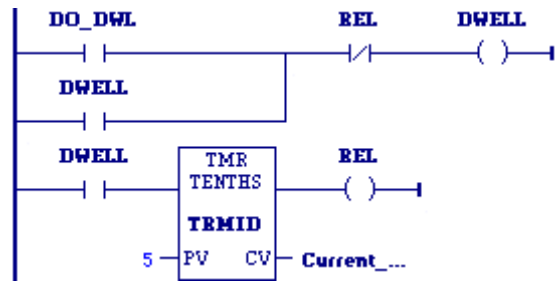 DO_DWL REL DWELL
DWELL
DWELL TMR REL
TENTHS
TRMID
5 PV CV Current_...